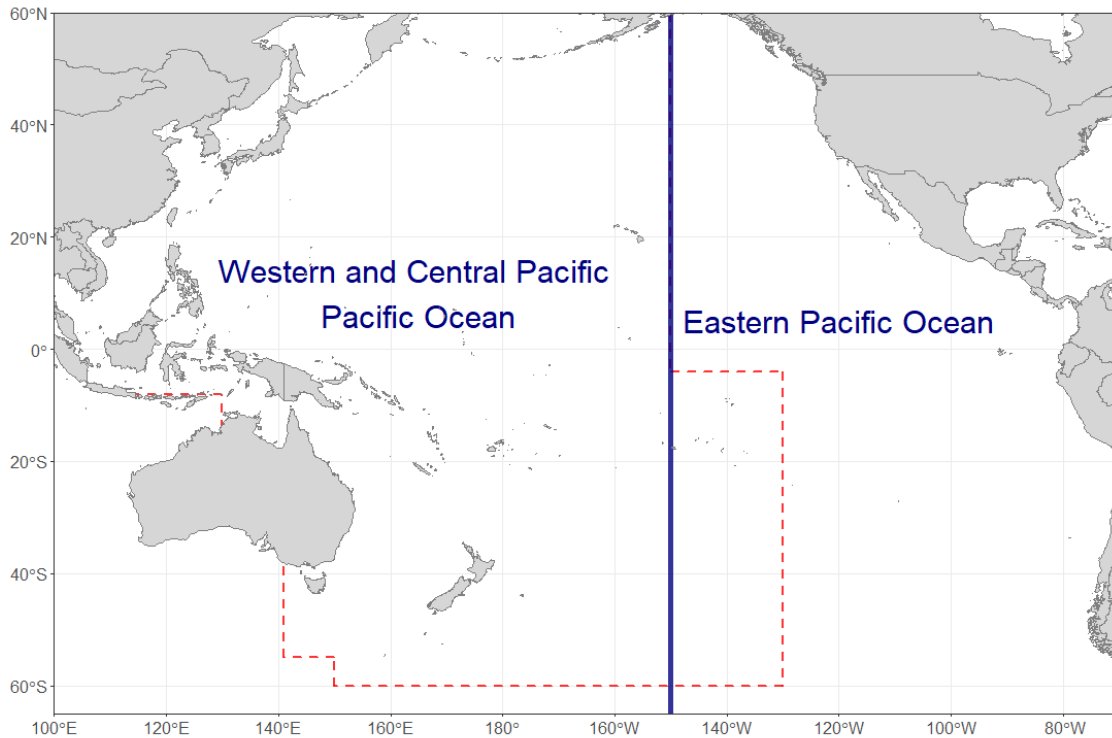 60°N
40°N
20°N
0°
20°S
40°S
60°S
Western and Central Pacific
Pacific Ocean
Eastern Pacific Ocean
100°E
120°E
140°E
160°E
180°
160°W
140°W
120°W
100°W
80°W